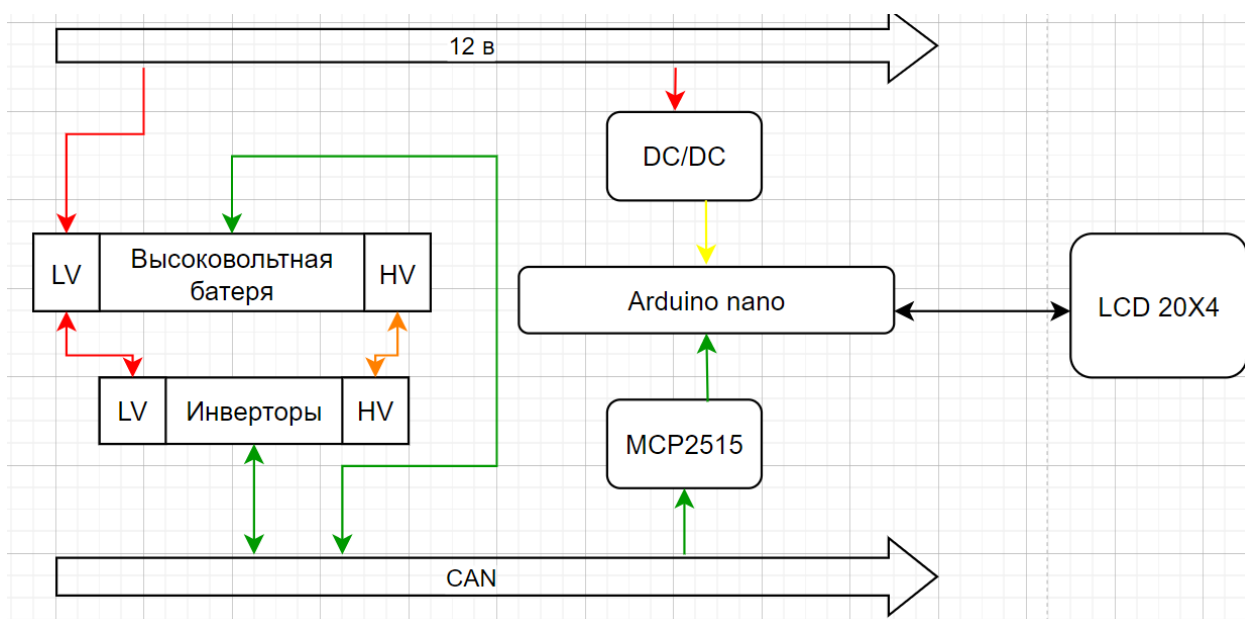 12 в
DC/DC
LV
Высоковольтная
батеря
HV
Arduino nano
LCD 20X4
LV
Инверторы
HV
MCP2515
CAN